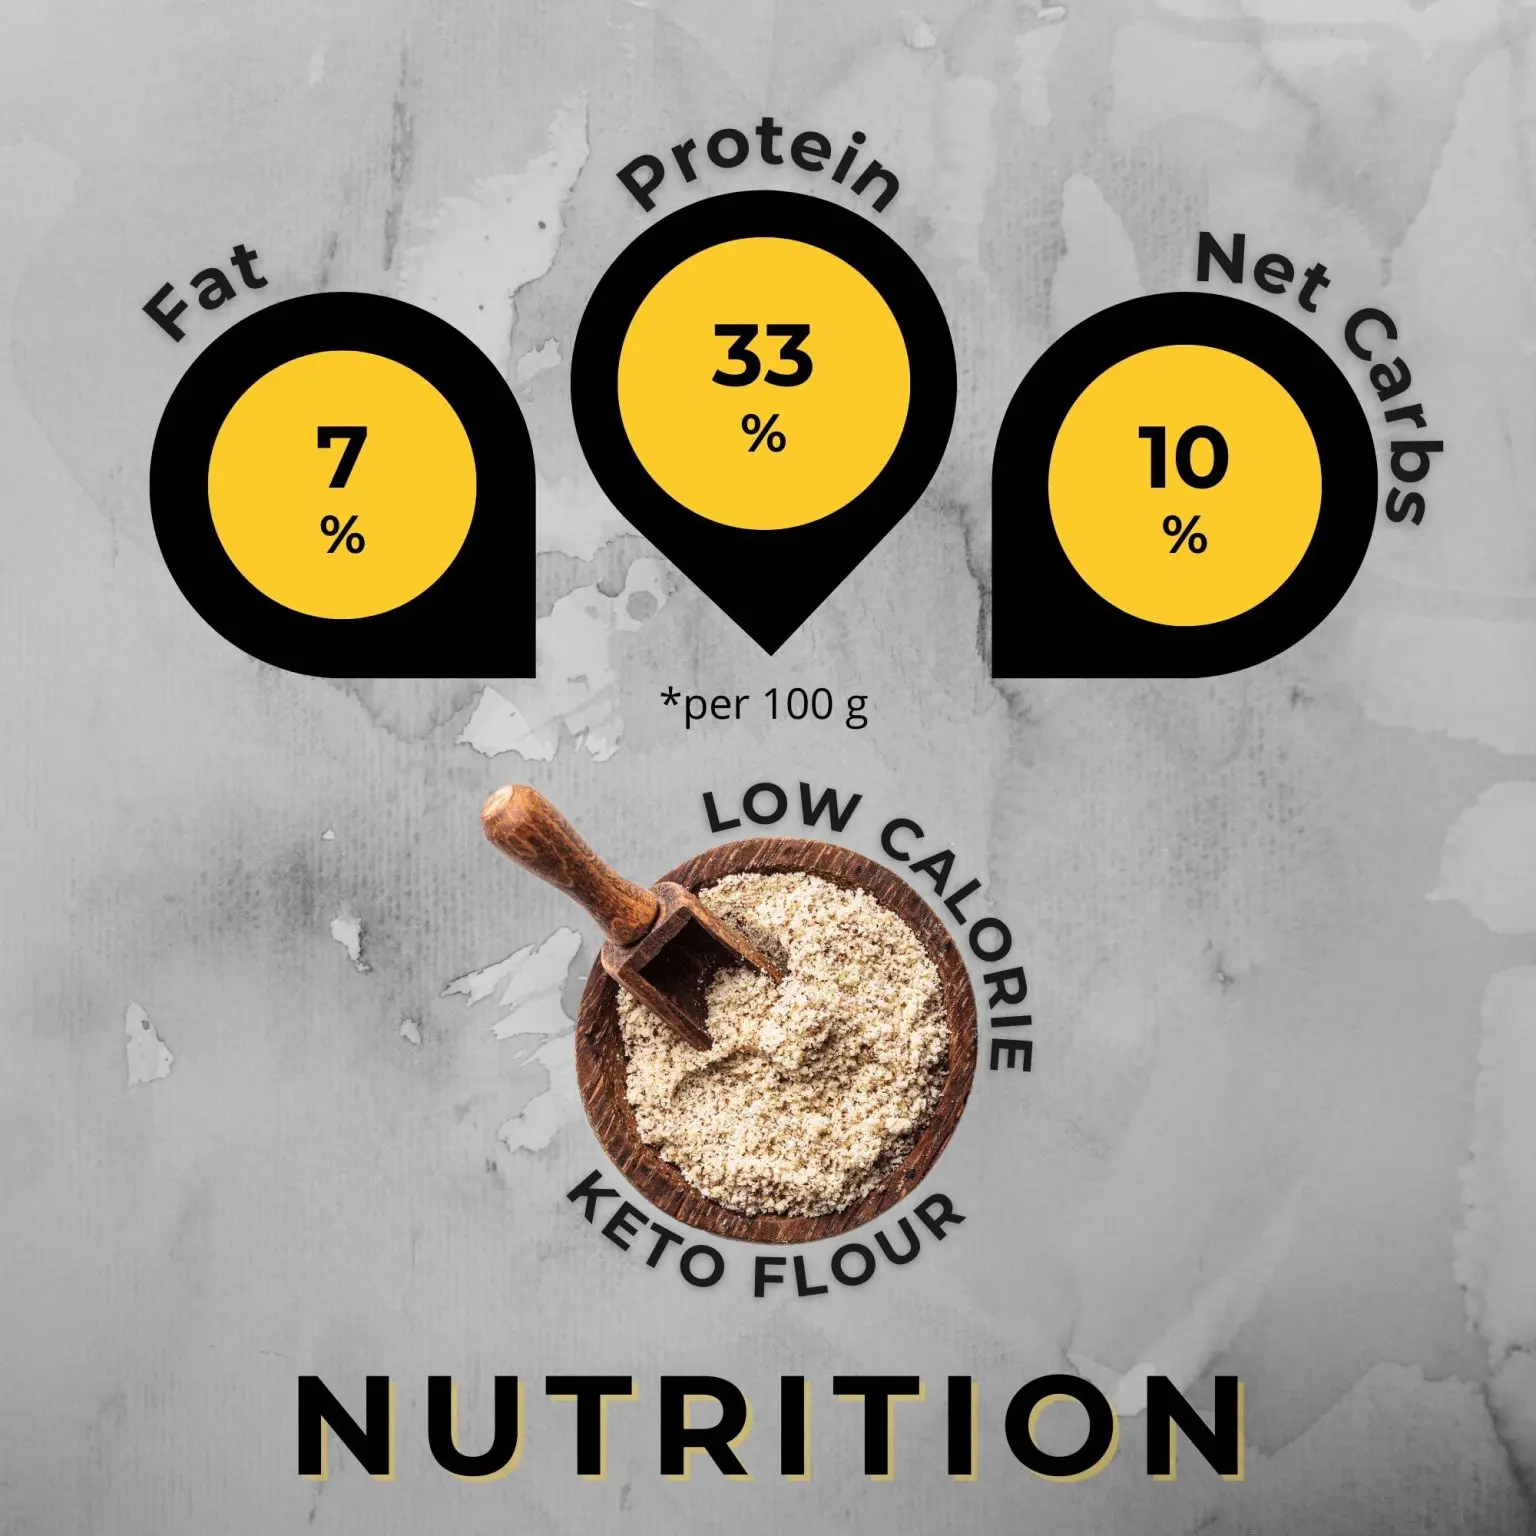 Fat
7
%
Protein
33
%
Net Carbs
10
%
*per 100 g
LOW CALORIE
KETO FLOUR
NUTRITION